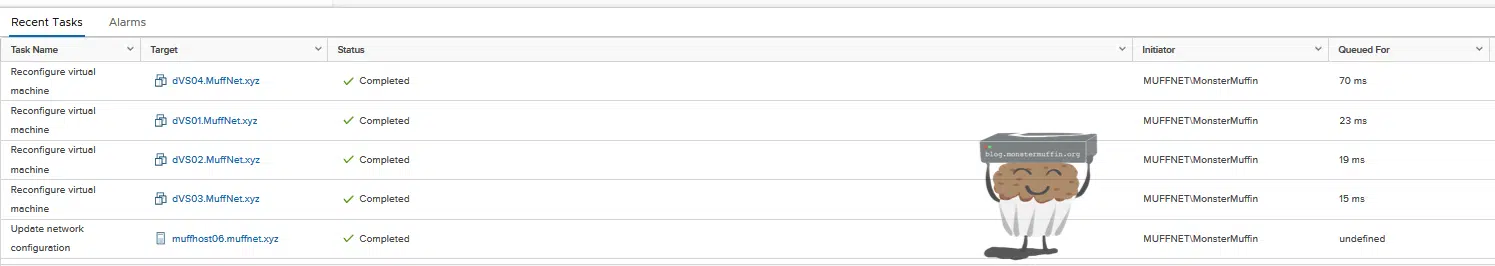 Recent Tasks Alarms
Task Name Target Status Initiator Queued For
Reconfigure virtual
machine
dVS04.MuffNet.xyz Completed MUFFNET\MonsterMuffin 70 ms
Reconfigure virtual
machine
dVS01.MuffNet.xyz Completed MUFFNET\MonsterMuffin 23 ms
Reconfigure virtual
machine
dVS02.MuffNet.xyz Completed MUFFNET\MonsterMuffin 19 ms
Reconfigure virtual
machine
dVS03.MuffNet.xyz Completed MUFFNET\MonsterMuffin 15 ms
Update network
configuration
muffhost06.muffnet.xyz Completed MUFFNET\MonsterMuffin undefined
blog.monstermuffin.org